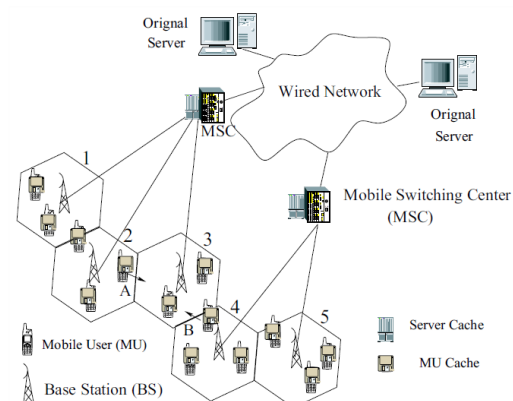 Orignal
Server
Wired Network
Orignal
Server
MSC
1
Mobile Switching Center
(MSC)
2
3
A
B
4
5
Server Cache
Mobile User (MU)
MU Cache
Base Station (BS)